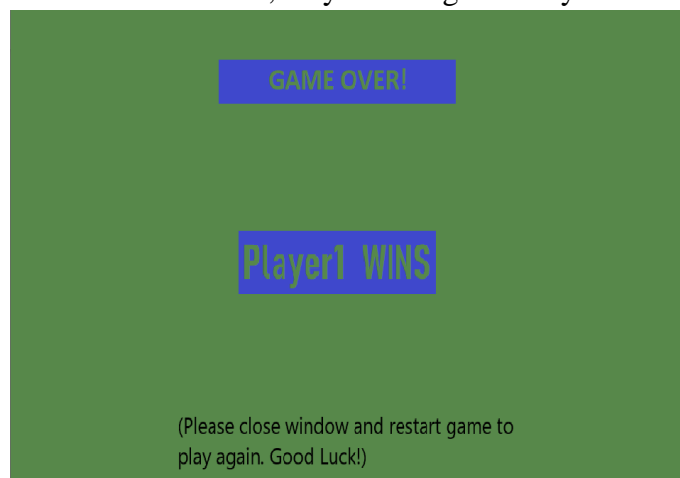 GAME OVER!
Player1 WINS
(Please close window and restart game to
play again. Good Luck!)